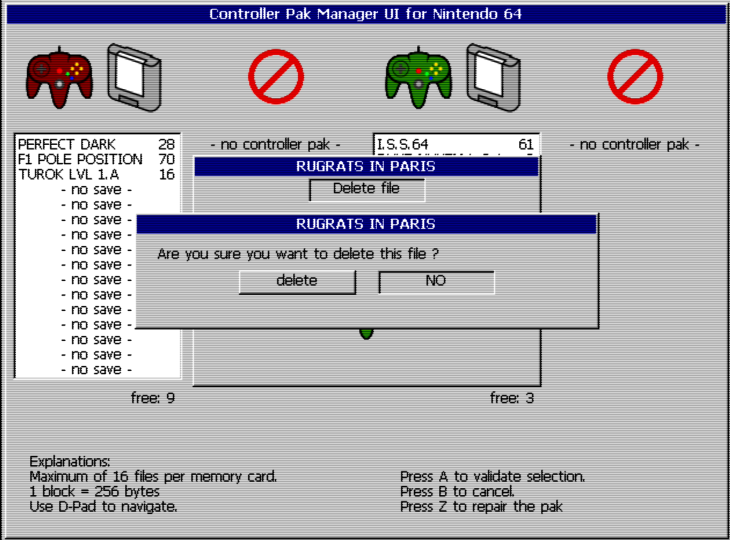 Controller Pak Manager UI for Nintendo 64
PERFECT DARK 28
F1 POLE POSITION 70
TUROK LVL 1.A 16
- no save -
- no save -
- no save -
- no save -
- no save -
- no save -
- no save -
- no save -
- no save -
- no save -
- no save -
- no save -
- no save -
free: 9
- no controller pak -
I.S.S.64 61
free: 3
- no controller pak -
RUGRATS IN PARIS
Delete file
RUGRATS IN PARIS
Are you sure you want to delete this file ?
delete NO
Explanations:
Maximum of 16 files per memory card.
1 block = 256 bytes
Use D-Pad to navigate.
Press A to validate selection.
Press B to cancel.
Press Z to repair the pak